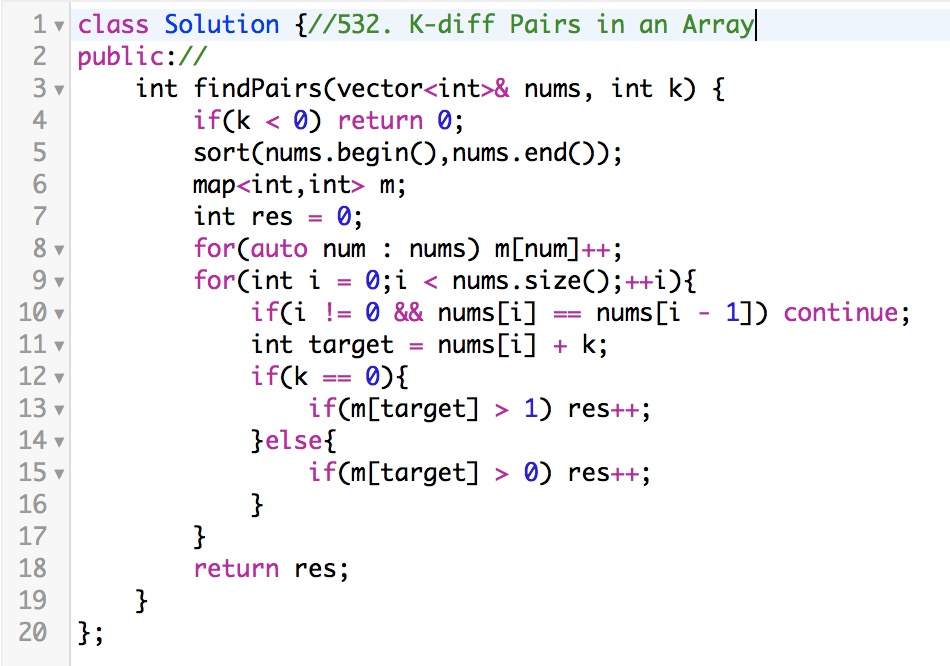 1 class Solution {//532. K-diff Pairs in an Array
2 public://
3     int findPairs(vector<int>& nums, int k) {
4         if(k < 0) return 0;
5         sort(nums.begin(),nums.end());
6         map<int,int> m;
7         int res = 0;
8         for(auto num : nums) m[num]++;
9         for(int i = 0;i < nums.size();++i){
10             if(i != 0 && nums[i] == nums[i - 1]) continue;
11             int target = nums[i] + k;
12             if(k == 0){
13                 if(m[target] > 1) res++;
14             }else{
15                 if(m[target] > 0) res++;
16             }
17         }
18         return res;
19     }
20 };